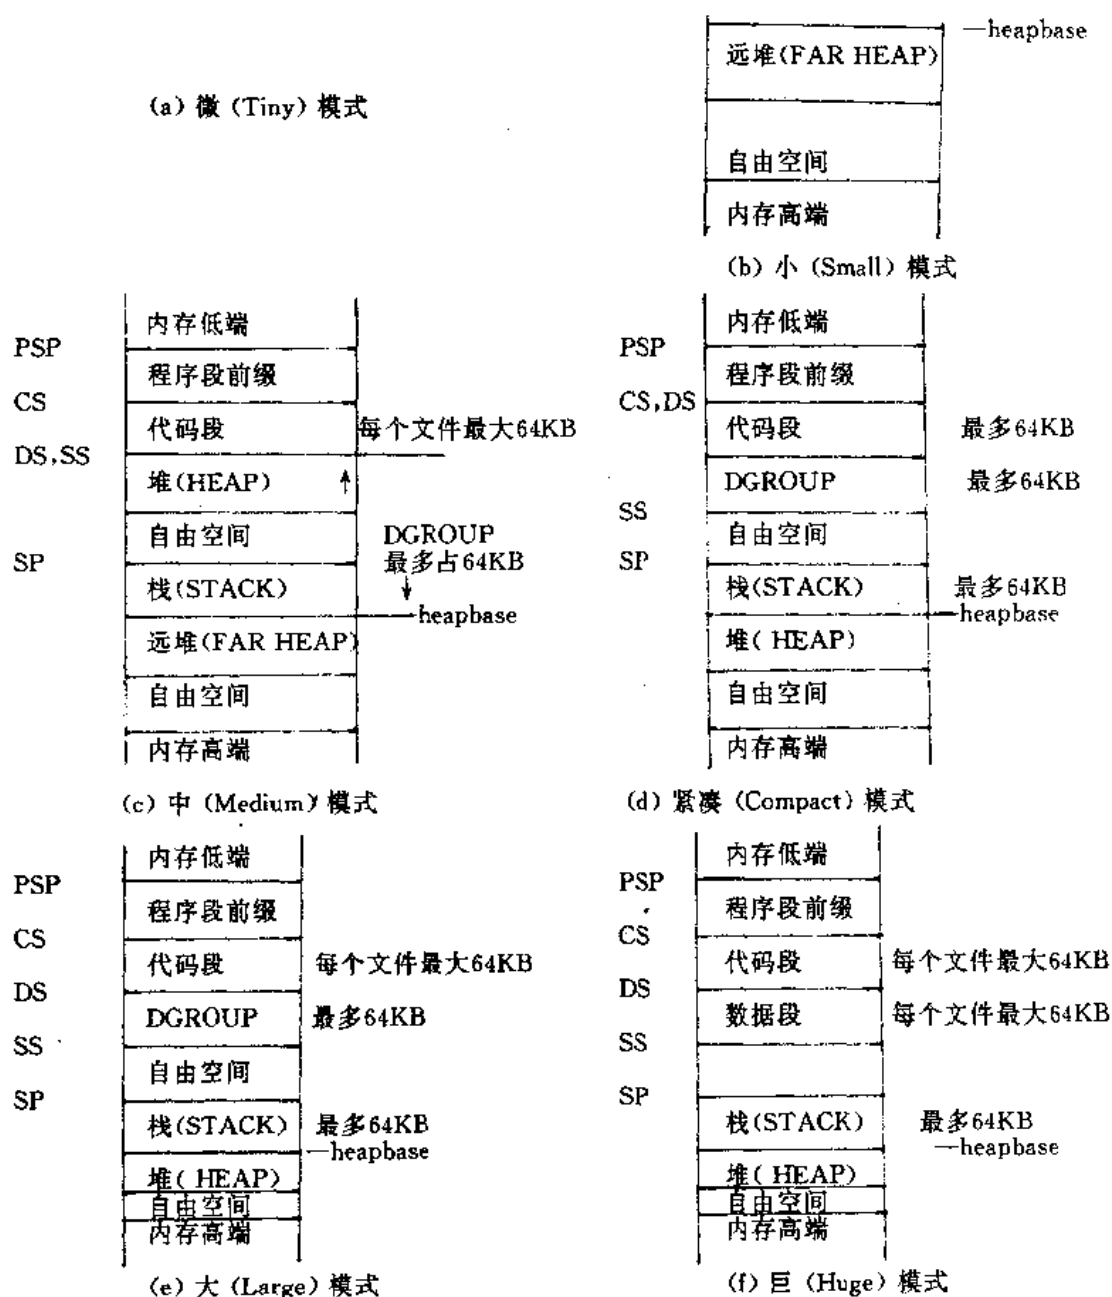 —heapbase
远堆(FAR HEAP)
(a) 微 (Tiny) 模式
自由空间
内存高端
(b) 小 (Small) 模式
内存低端
PSP
程序段前缀
CS
代码段 每个文件最大64KB
DS,SS
堆(HEAP) ↑
自由空间 DGROUP
SP 最多占64KB
栈(STACK) ↓
heapbase
远堆(FAR HEAP)
自由空间
内存高端
(c) 中 (Medium) 模式
内存低端
PSP
程序段前缀
CS,DS
代码段 最多64KB
DGROUP 最多64KB
SS
自由空间
SP
栈(STACK) 最多64KB
heapbase
堆( HEAP)
自由空间
内存高端
(d) 紧凑 (Compact) 模式
内存低端
PSP
程序段前缀
CS
代码段 每个文件最大64KB
DS
DGROUP 最多64KB
SS
自由空间
SP
栈(STACK) 最多64KB
—heapbase
堆( HEAP)
自由空间
内存高端
(e) 大 (Large) 模式
内存低端
PSP
程序段前缀
CS
代码段 每个文件最大64KB
DS
数据段 每个文件最大64KB
SS
SP
栈(STACK) 最多64KB
—heapbase
堆( HEAP)
自由空间
内存高端
(f) 巨 (Huge) 模式